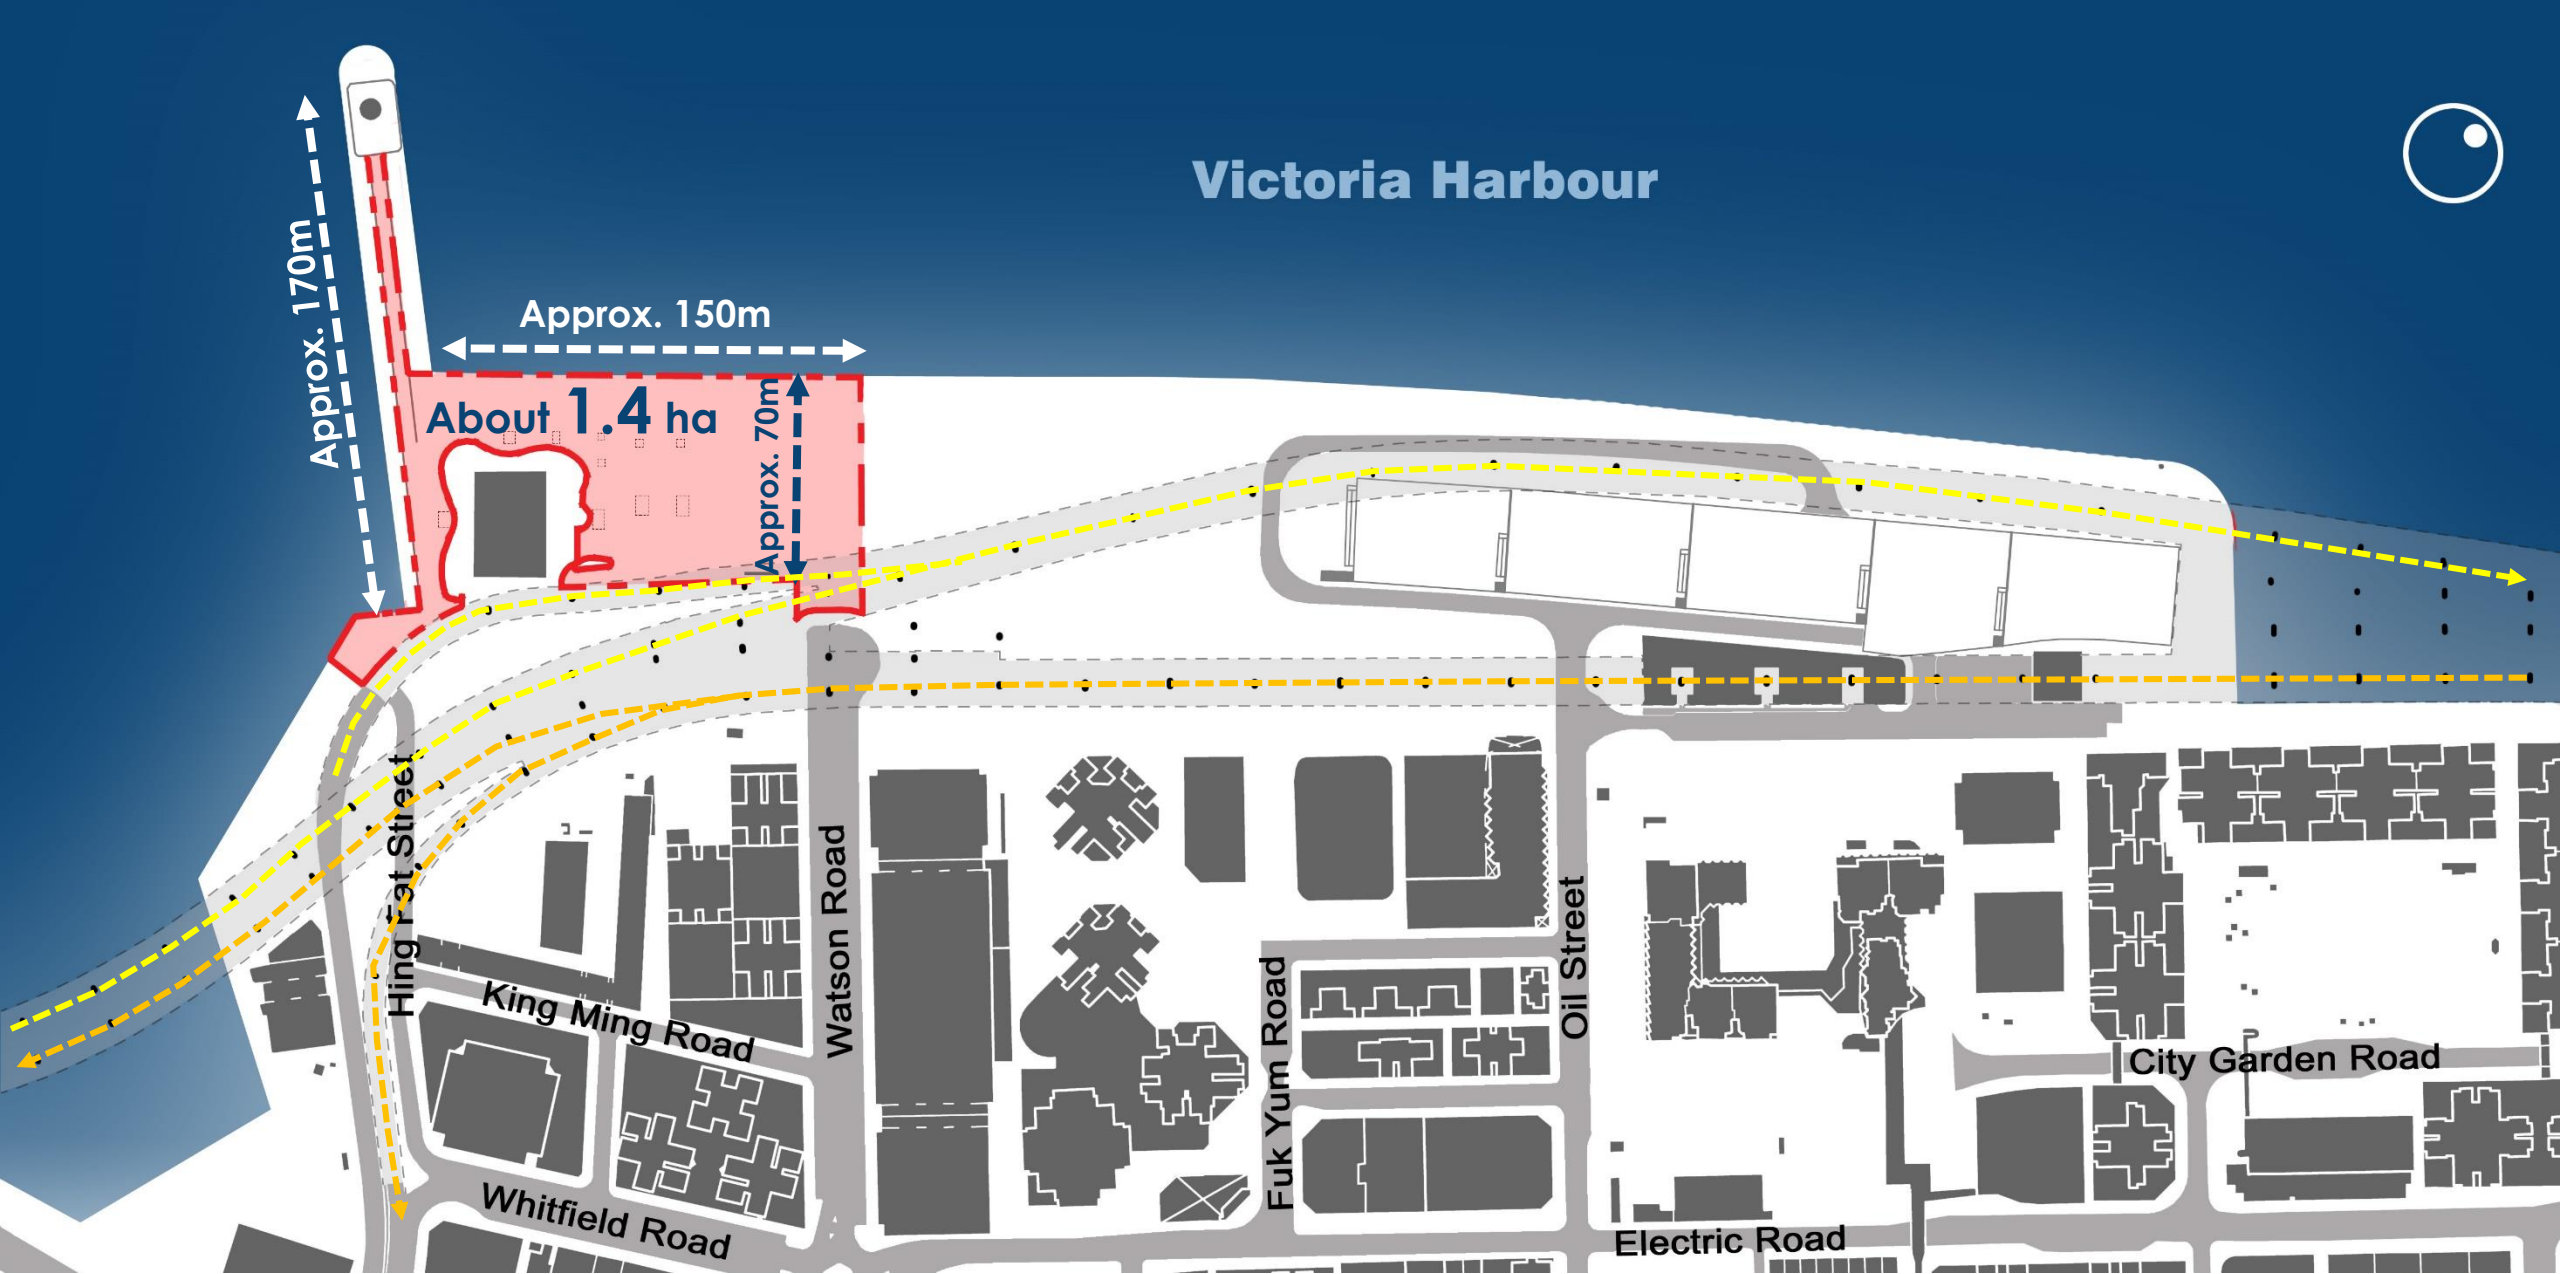 Victoria Harbour
Approx. 170m
Approx. 150m
About 1.4 ha
Approx. 70m
Hing Fat Street
Watson Road
King Ming Road
Whitfield Road
Fuk Yum Road
Oil Street
City Garden Road
Electric Road